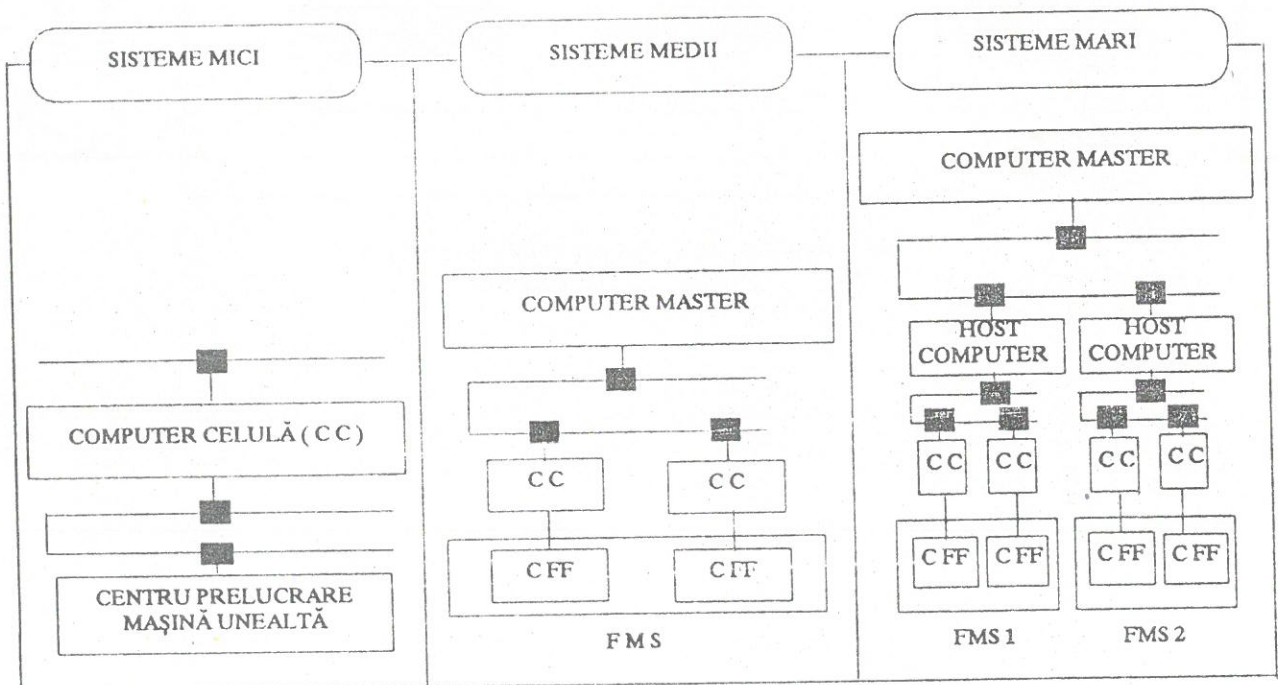 SISTEME MICI
COMPUTER CELULĂ ( C C )
CENTRU PRELUCRARE
MAȘINĂ UNEALTĂ
SISTEME MEDII
COMPUTER MASTER
C C
C C
C FF
C FF
F M S
SISTEME MARI
COMPUTER MASTER
HOST
COMPUTER
HOST
COMPUTER
C C
C C
C C
C C
C FF
C FF
C FF
C FF
FMS 1
FMS 2